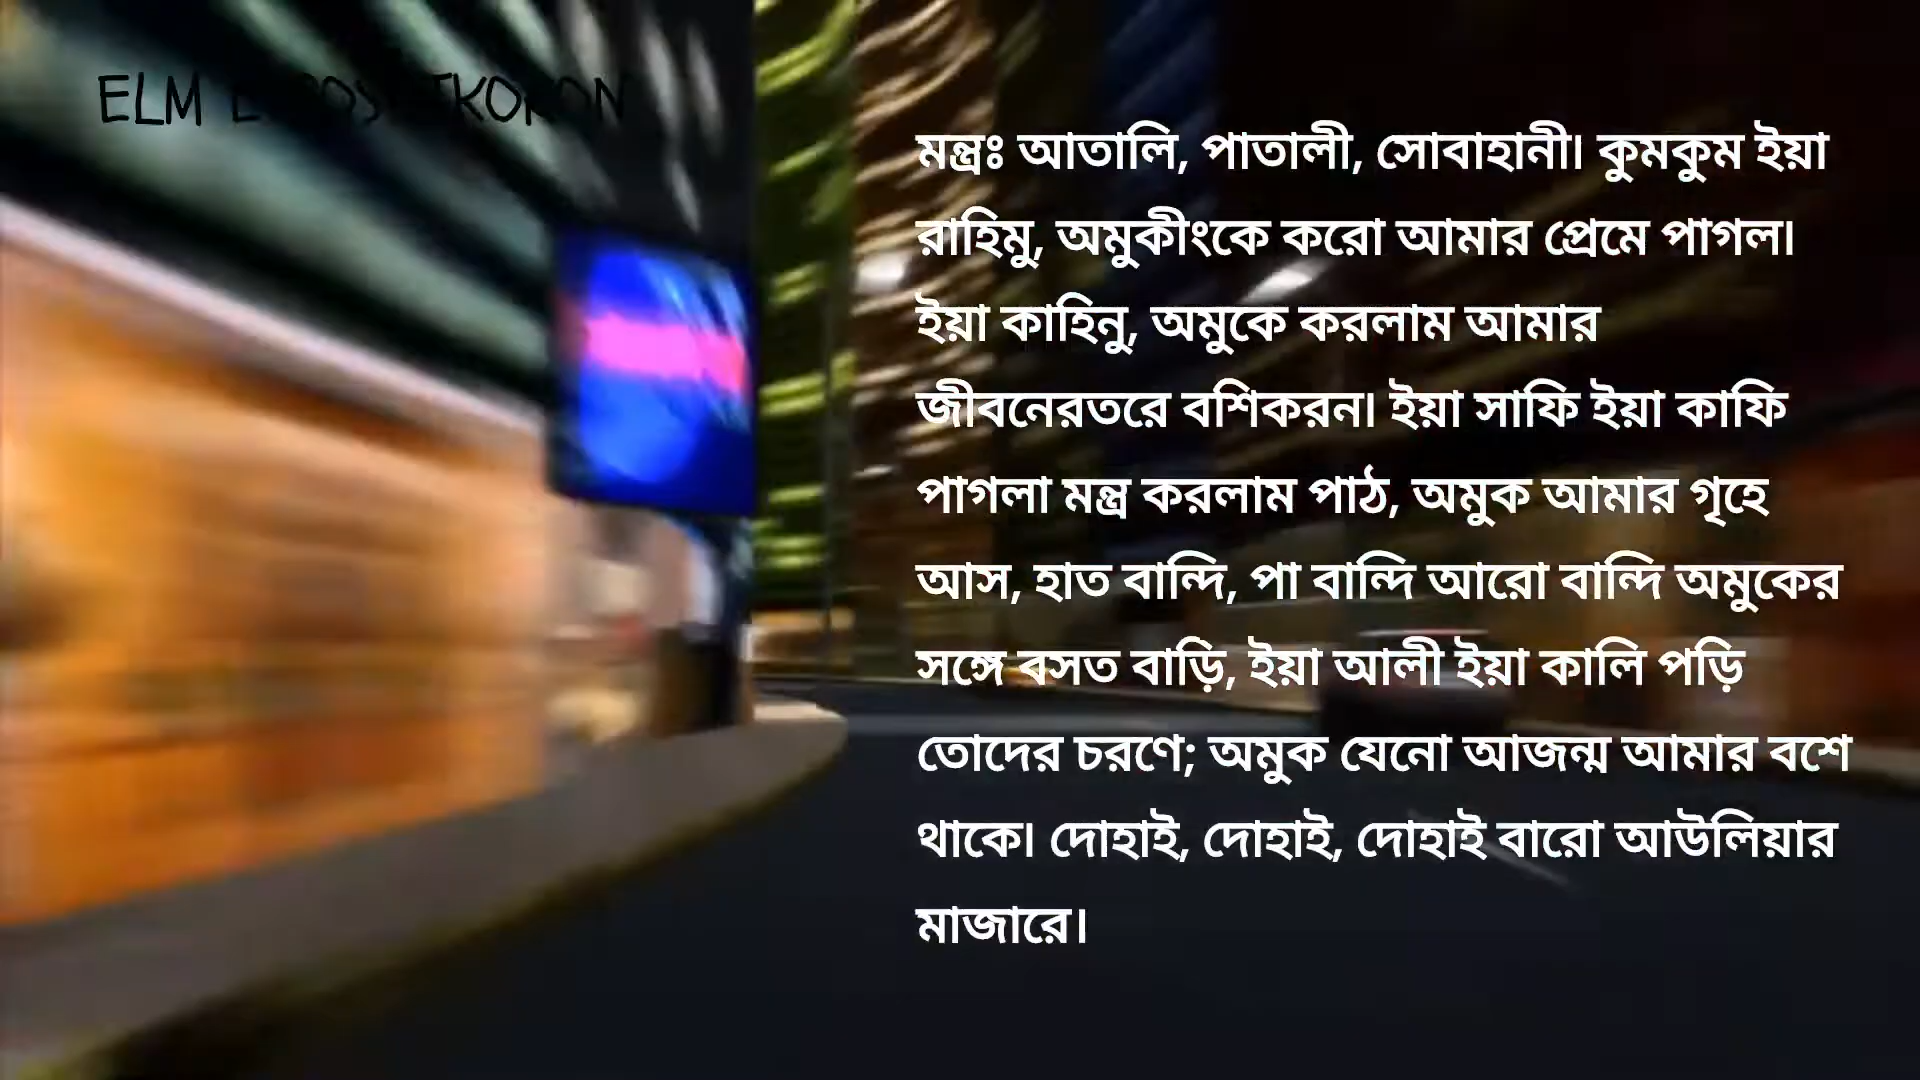 ELM E BOSHIKORON
মন্ত্রঃ আতালি, পাতালী, সোবাহানী। কুমকুম ইয়া
রাহিমু, অমুকীংকে করো আমার প্রেমে পাগল।
ইয়া কাহিনু, অমুকে করলাম আমার
জীবনেরতরে বশিকরন। ইয়া সাফি ইয়া কাফি
পাগলা মন্ত্র করলাম পাঠ, অমুক আমার গৃহে
আস, হাত বান্দি, পা বান্দি আরো বান্দি অমুকের
সঙ্গে বসত বাড়ি, ইয়া আলী ইয়া কালি পড়ি
তোদের চরণে; অমুক যেনো আজন্ম আমার বশে
থাকে। দোহাই, দোহাই, দোহাই বারো আউলিয়ার
মাজারে।